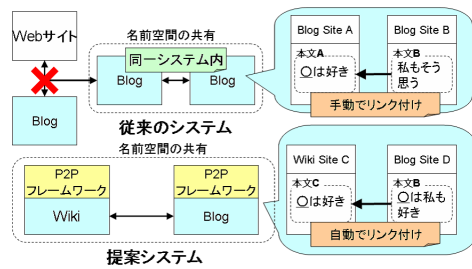 Webサイト
Blog
名前空間の共有
同一システム内
Blog
Blog
従来のシステム
Blog Site A
Blog Site B
本文A
○は好き
本文B
私もそう
思う
手動でリンク付け
名前空間の共有
P2P
フレームワーク
Wiki
P2P
フレームワーク
Blog
提案システム
Wiki Site C
Blog Site D
本文C
○は好き
本文B
○は私も
好き
自動でリンク付け